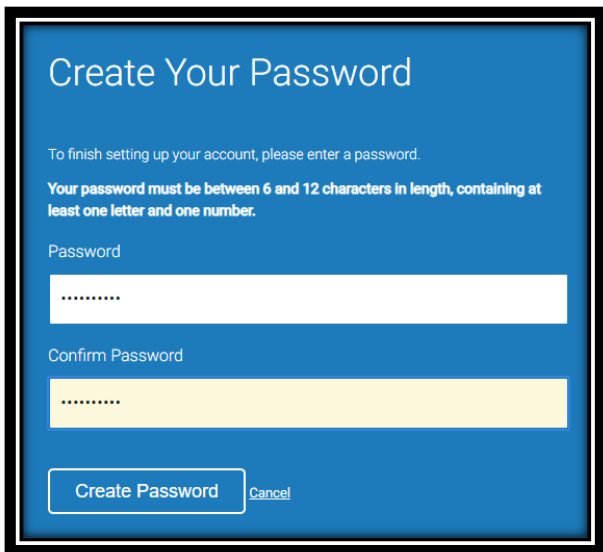 Create Your Password
To finish setting up your account, please enter a password.
Your password must be between 6 and 12 characters in length, containing at
least one letter and one number.
Password
••••••••••
Confirm Password
••••••••••
Create Password Cancel